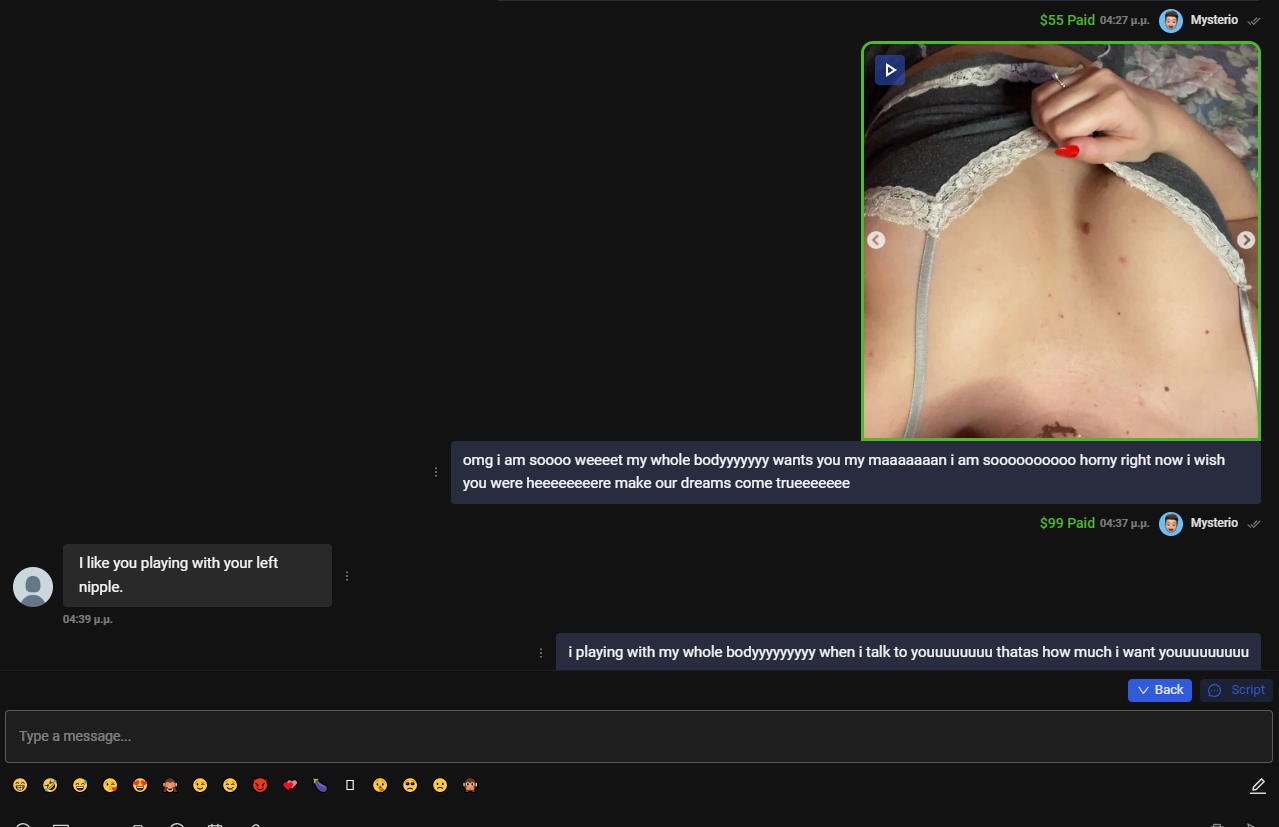 $55 Paid 04:27 μ.μ. Mysterio
omg i am soooo weeeet my whole bodyyyyyyy wants you my maaaaaaan i am soooooooooo horny right now i wish
you were heeeeeeeere make our dreams come trueeeeeee
$99 Paid 04:37 μ.μ. Mysterio
I like you playing with your left
nipple.
04:39 μ.μ.
i playing with my whole bodyyyyyyyyy when i talk to youuuuuuuu thatas how much i want youuuuuuuuu
Back Script
Type a message...